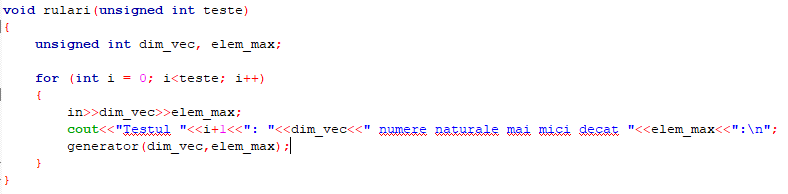 void rulari(unsigned int teste)
{
    unsigned int dim_vec, elem_max;
    for (int i = 0; i<teste; i++)
    {
        in>>dim_vec>>elem_max;
        cout<<"Testul "<<i+1<<": "<<dim_vec<<" numere naturale mai mici decat "<<elem_max<<":\n";
        generator(dim_vec,elem_max);
    }
}